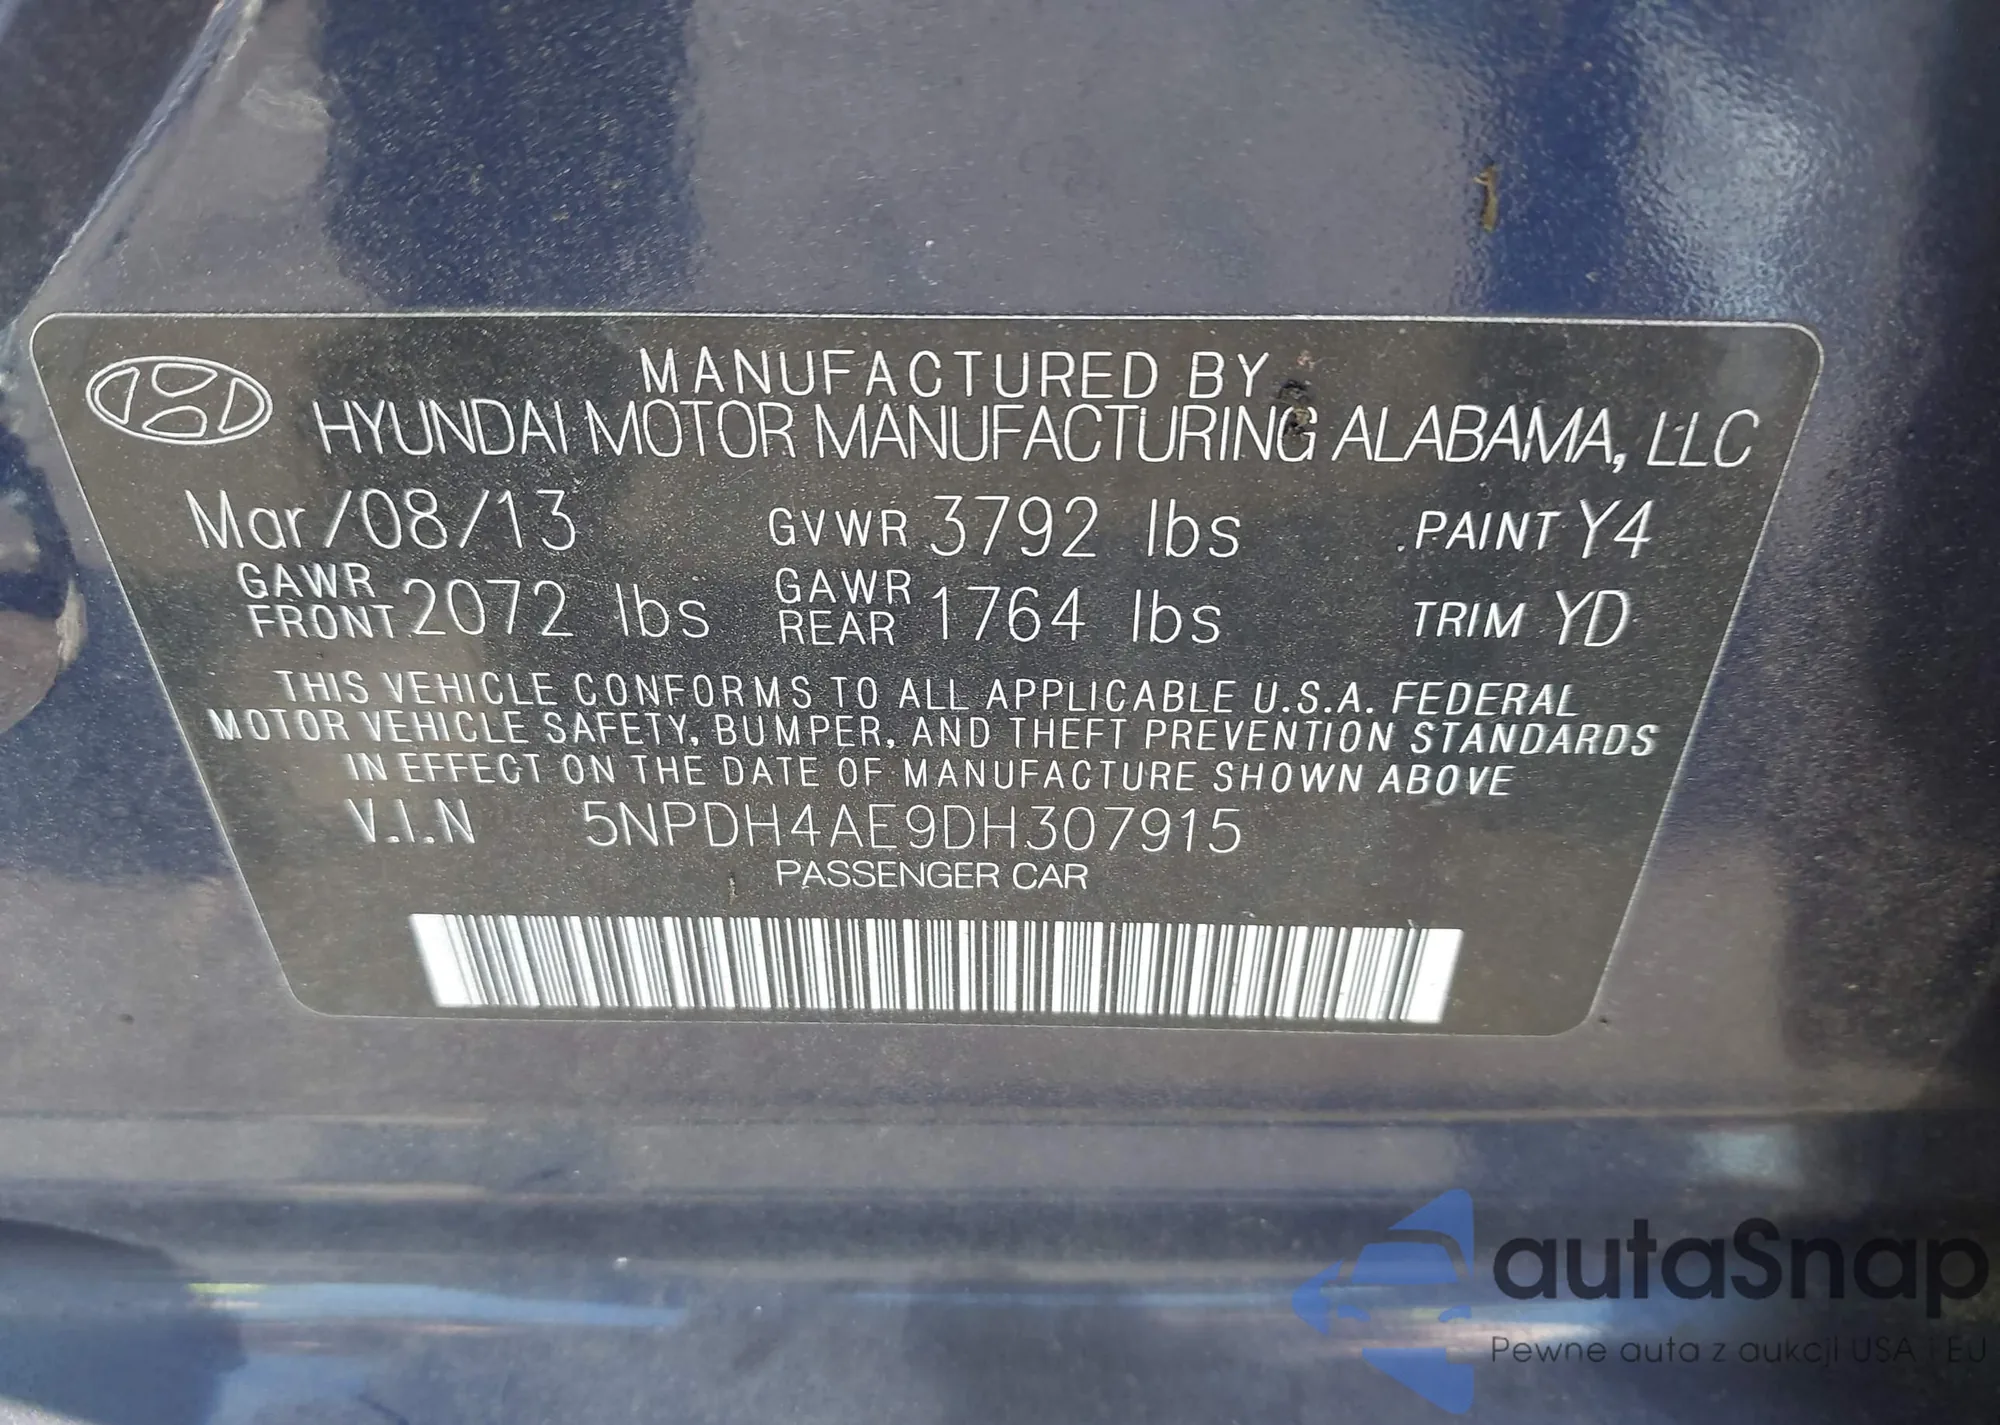 MANUFACTURED BY
HYUNDAI MOTOR MANUFACTURING ALABAMA, LLC
Mar/08/13 GVWR 3792 lbs PAINT Y4
GAWR FRONT 2072 lbs GAWR REAR 1764 lbs TRIM YD
THIS VEHICLE CONFORMS TO ALL APPLICABLE U.S.A. FEDERAL
MOTOR VEHICLE SAFETY, BUMPER, AND THEFT PREVENTION STANDARDS
IN EFFECT ON THE DATE OF MANUFACTURE SHOWN ABOVE
V.I.N 5NPDH4AE9DH307915
PASSENGER CAR
autaSnap
Pewne auta z aukcji USA i EU